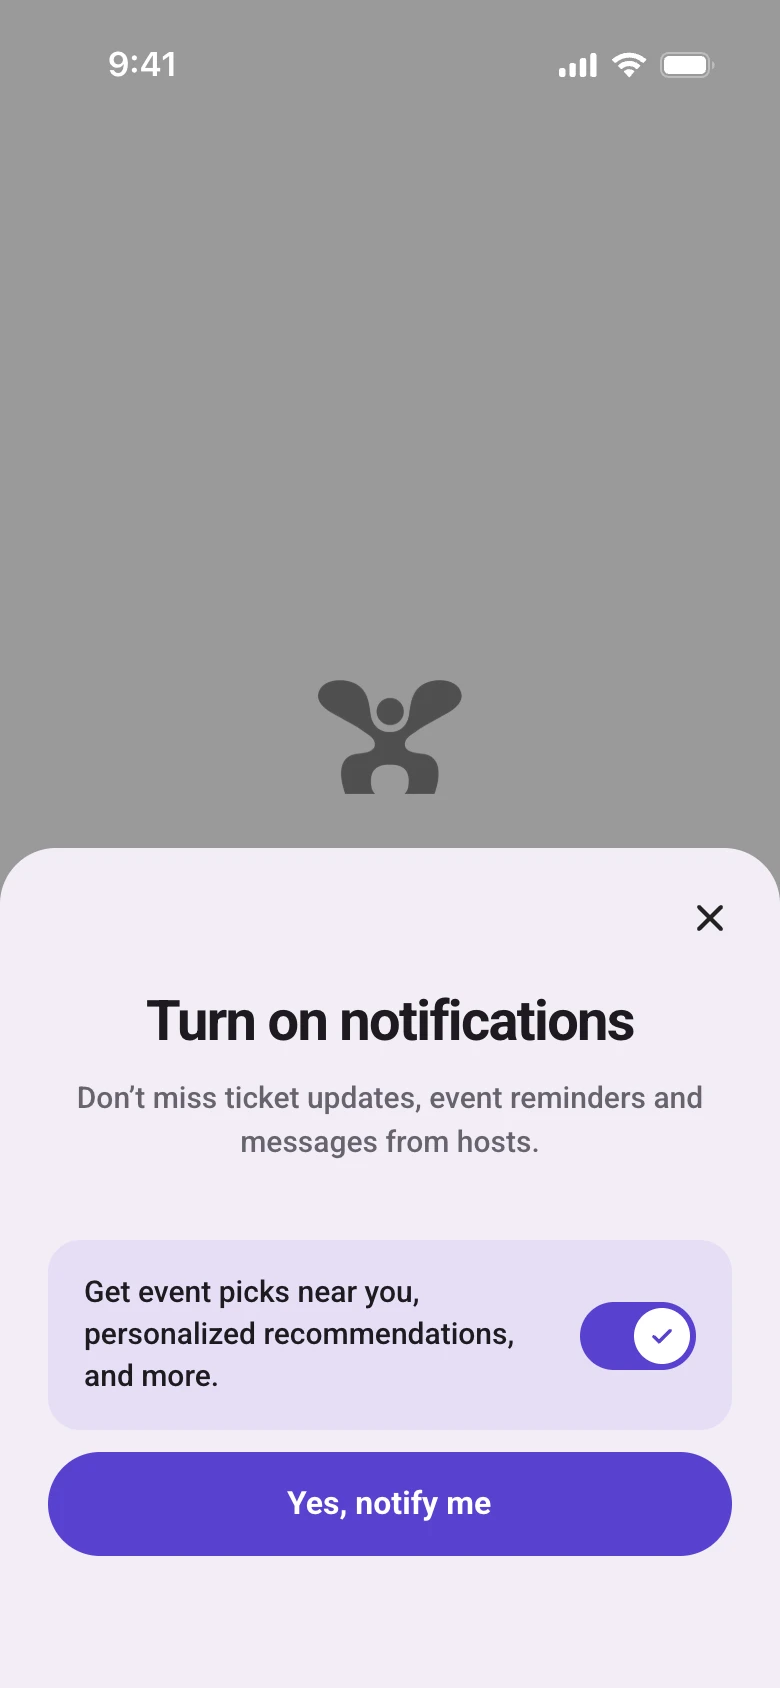 9:41
Turn on notifications
Don’t miss ticket updates, event reminders and
messages from hosts.
Get event picks near you,
personalized recommendations,
and more.
Yes, notify me